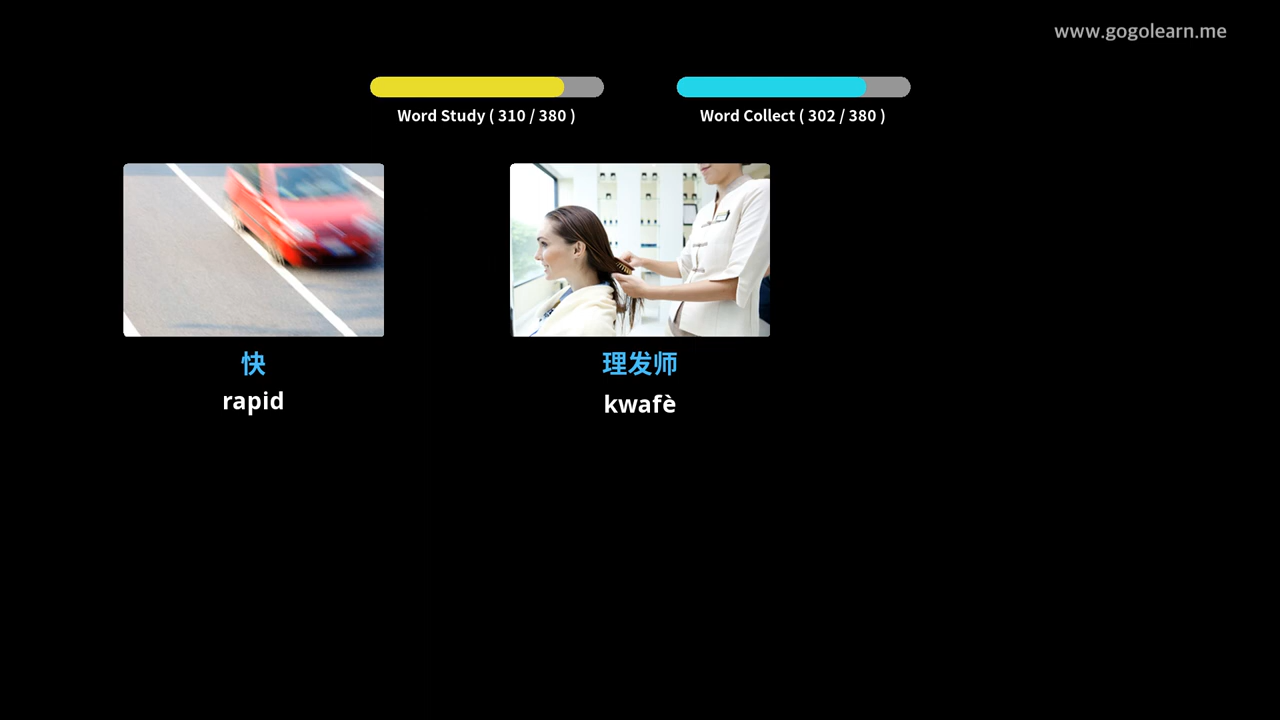 www.gogolearn.me
Word Study ( 310 / 380 )
Word Collect ( 302 / 380 )
快
rapid
理发师
kwafè